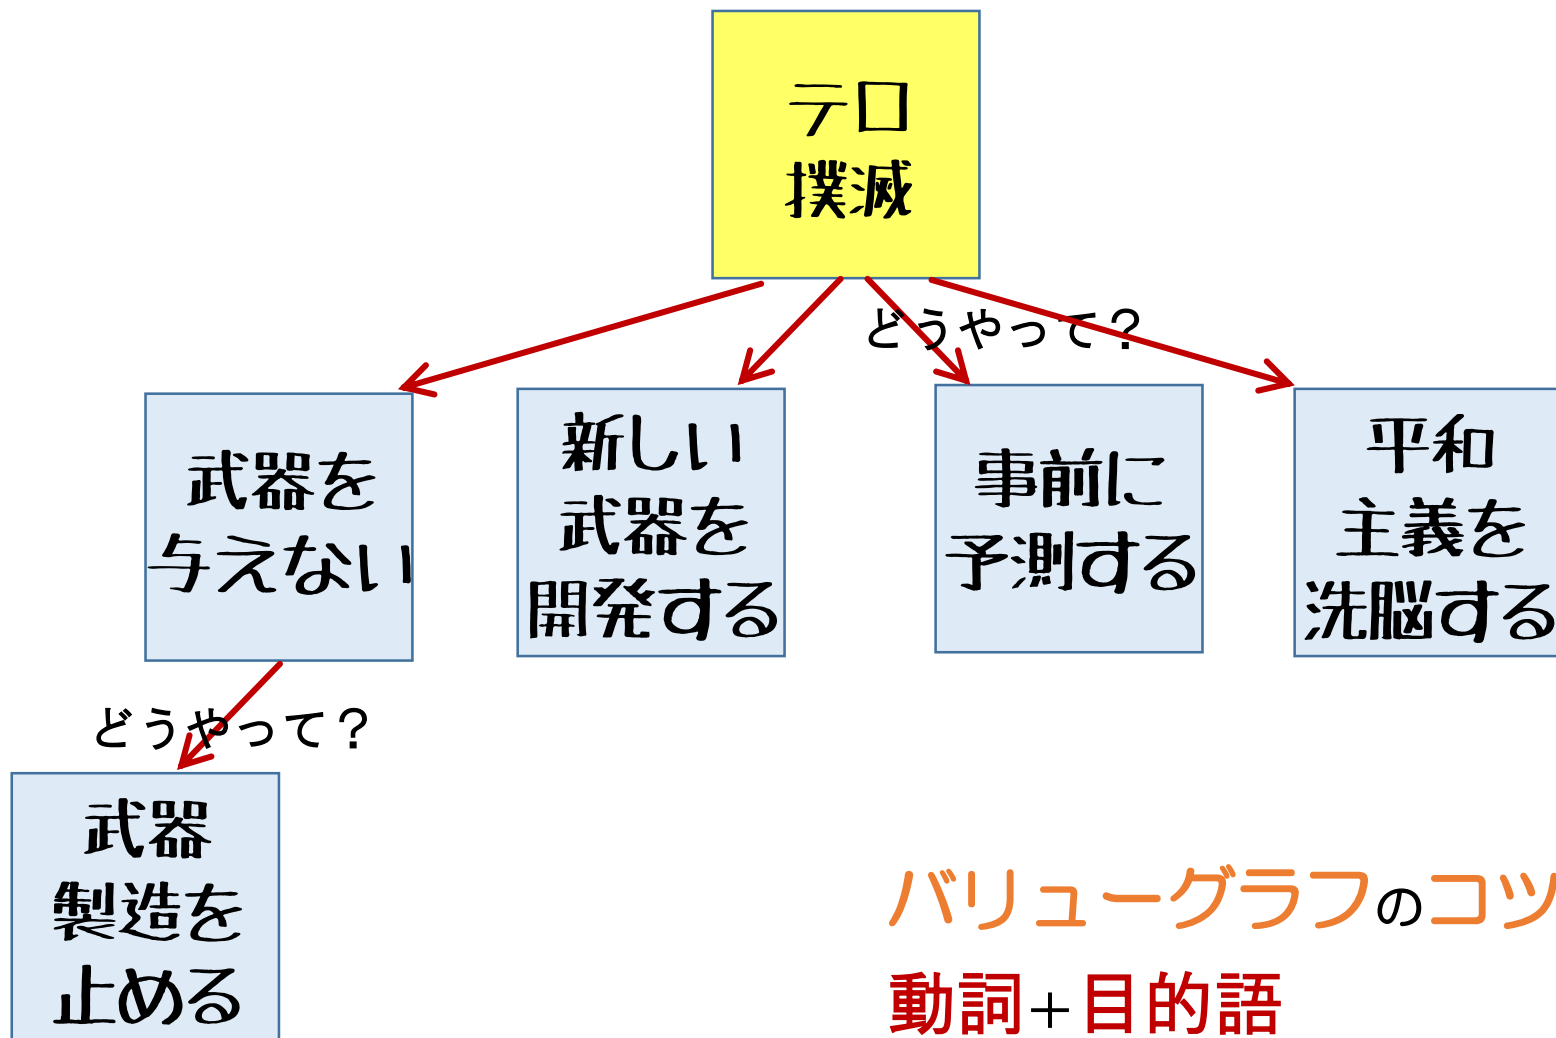 テロ
撲滅
どうやって？
武器を
与えない
新しい
武器を
開発する
事前に
予測する
平和
主義を
洗脳する
どうやって？
武器
製造を
止める
バリューグラフのコツ
動詞+目的語